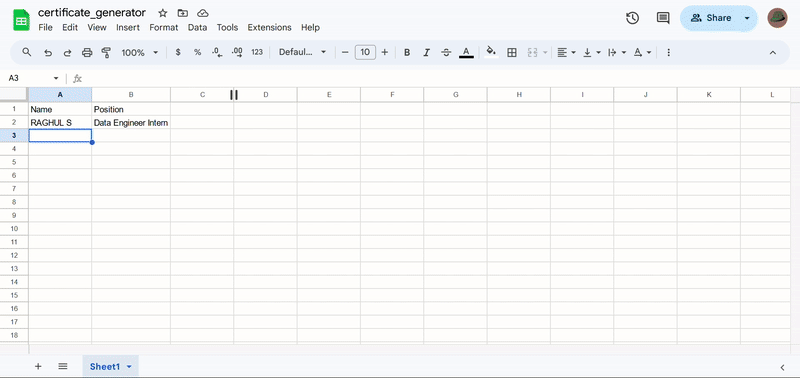 certificate_generator
File Edit View Insert Format Data Tools Extensions Help
Share
100% $ % .0 .00 123 Defaul... 10 B I S A
A3 fx
A B C D E F G H I J K L
1 Name Position
2 RAGHUL S Data Engineer Intern
3
4
5
6
7
8
9
10
11
12
13
14
15
16
17
18
Sheet1